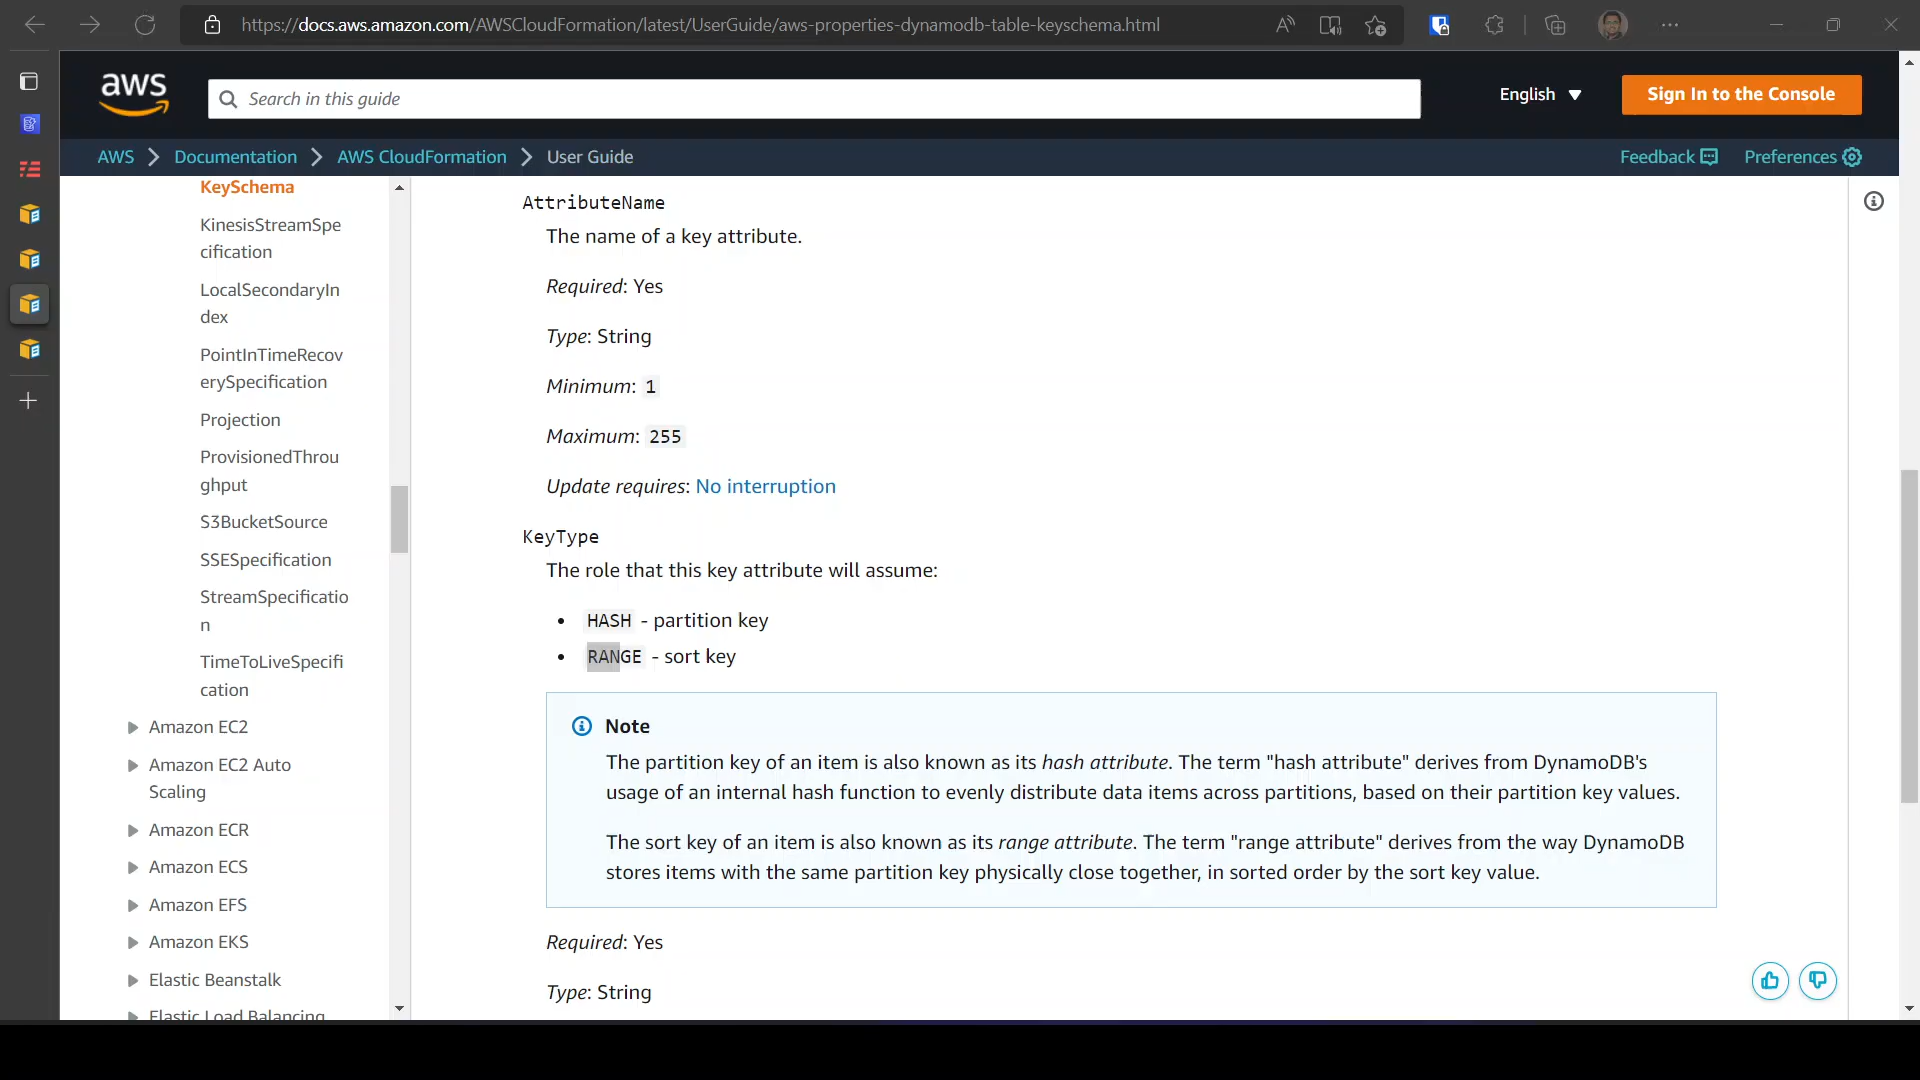 https://docs.aws.amazon.com/AWSCloudFormation/latest/UserGuide/aws-properties-dynamodb-table-keyschema.html
aws
Search in this guide
English
Sign In to the Console
AWS
Documentation
AWS CloudFormation
User Guide
Feedback
Preferences
KeySchema
KinesisStreamSpe
cification
LocalSecondaryIn
dex
PointInTimeRecov
erySpecification
Projection
ProvisionedThrou
ghput
S3BucketSource
SSESpecification
StreamSpecificatio
n
TimeToLiveSpecifi
cation
Amazon EC2
Amazon EC2 Auto
Scaling
Amazon ECR
Amazon ECS
Amazon EFS
Amazon EKS
Elastic Beanstalk
Elastic Load Balancing
AttributeName
The name of a key attribute.
Required: Yes
Type: String
Minimum: 1
Maximum: 255
Update requires: No interruption
KeyType
The role that this key attribute will assume:
• HASH - partition key
• RANGE - sort key
Note
The partition key of an item is also known as its hash attribute. The term "hash attribute" derives from DynamoDB's
usage of an internal hash function to evenly distribute data items across partitions, based on their partition key values.
The sort key of an item is also known as its range attribute. The term "range attribute" derives from the way DynamoDB
stores items with the same partition key physically close together, in sorted order by the sort key value.
Required: Yes
Type: String